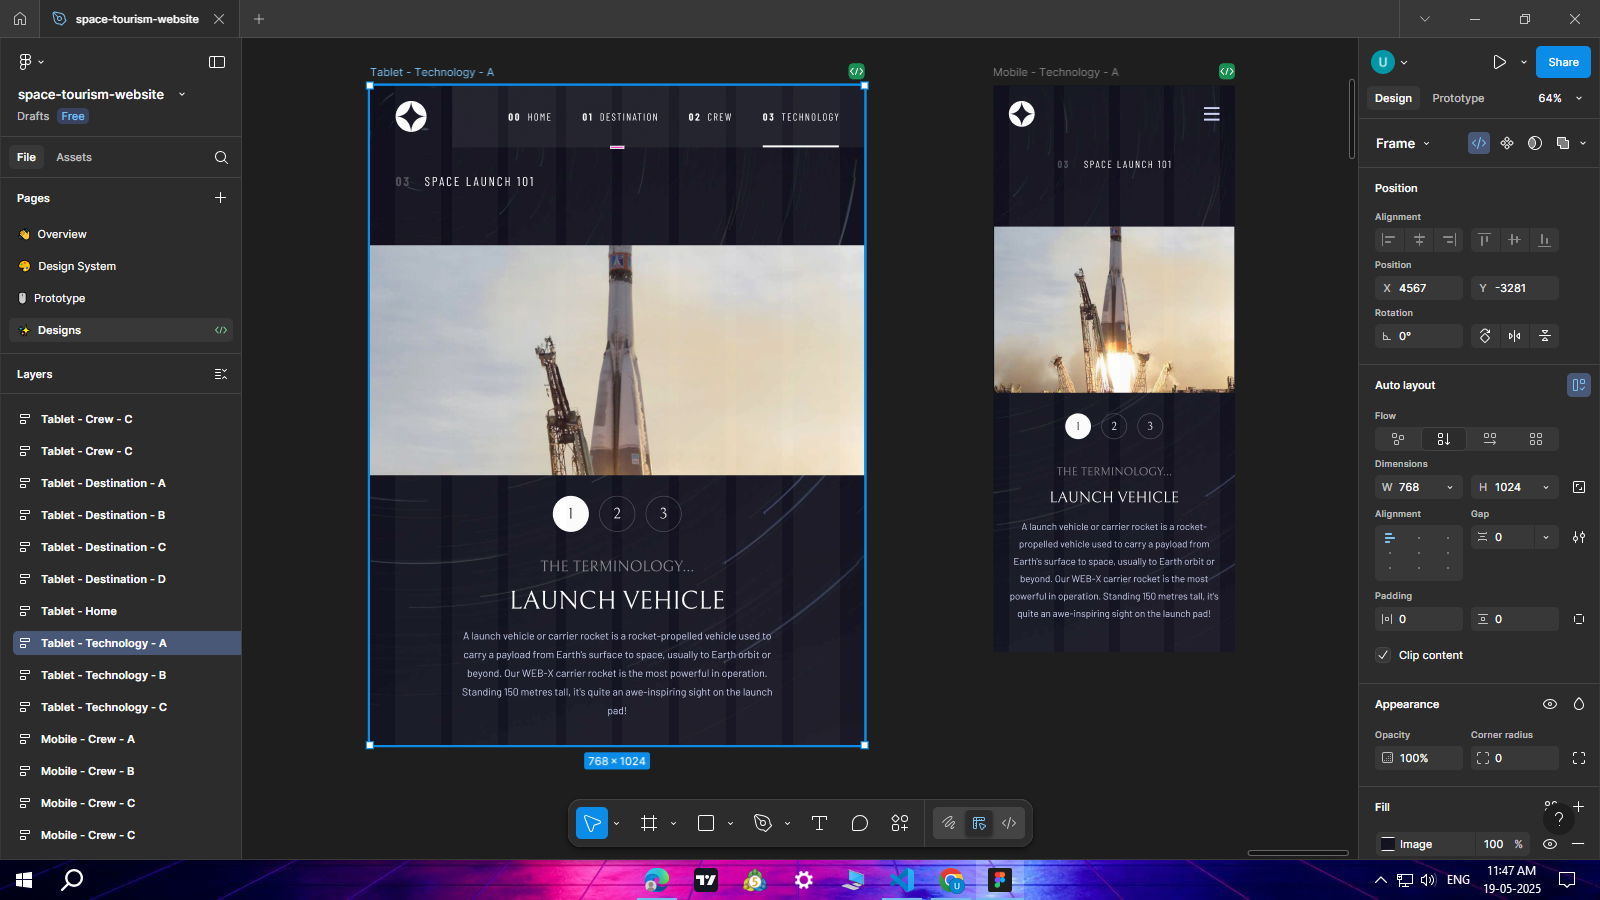 space-tourism-website
space-tourism-website
Drafts Free
File Assets
Pages
Overview
Design System
Prototype
Designs
Layers
Tablet - Crew - C
Tablet - Crew - C
Tablet - Destination - A
Tablet - Destination - B
Tablet - Destination - C
Tablet - Destination - D
Tablet - Home
Tablet - Technology - A
Tablet - Technology - B
Tablet - Technology - C
Mobile - Crew - A
Mobile - Crew - B
Mobile - Crew - C
Mobile - Crew - C
Tablet - Technology - A
00 HOME 01 DESTINATION 02 CREW 03 TECHNOLOGY
03 SPACE LAUNCH 101
1 2 3
THE TERMINOLOGY...
LAUNCH VEHICLE
A launch vehicle or carrier rocket is a rocket-propelled vehicle used to
carry a payload from Earth's surface to space, usually to Earth orbit or
beyond. Our WEB-X carrier rocket is the most powerful in operation.
Standing 150 metres tall, it's quite an awe-inspiring sight on the launch
pad!
768 × 1024
Mobile - Technology - A
03 SPACE LAUNCH 101
1 2 3
THE TERMINOLOGY...
LAUNCH VEHICLE
A launch vehicle or carrier rocket is a rocket-
propelled vehicle used to carry a payload from
Earth's surface to space, usually to Earth orbit or
beyond. Our WEB-X carrier rocket is the most
powerful in operation. Standing 150 metres tall, it's
quite an awe-inspiring sight on the launch pad!
U
Share
Design Prototype 64%
Frame
Position
Alignment
Position
X 4567 Y -3281
Rotation
0°
Auto layout
Flow
Dimensions
W 768 H 1024
Alignment Gap
0
Padding
0 0
Clip content
Appearance
Opacity Corner radius
100% 0
Fill
?
Image 100 %
U
ENG
11:47 AM
19-05-2025